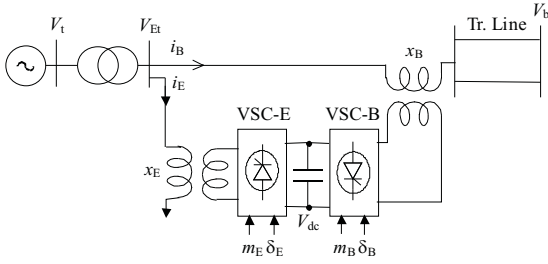 V_t
V_Et
V_b
Tr. Line
i_B
x_B
i_E
VSC-E
VSC-B
x_E
V_dc
m_E δ_E
m_B δ_B